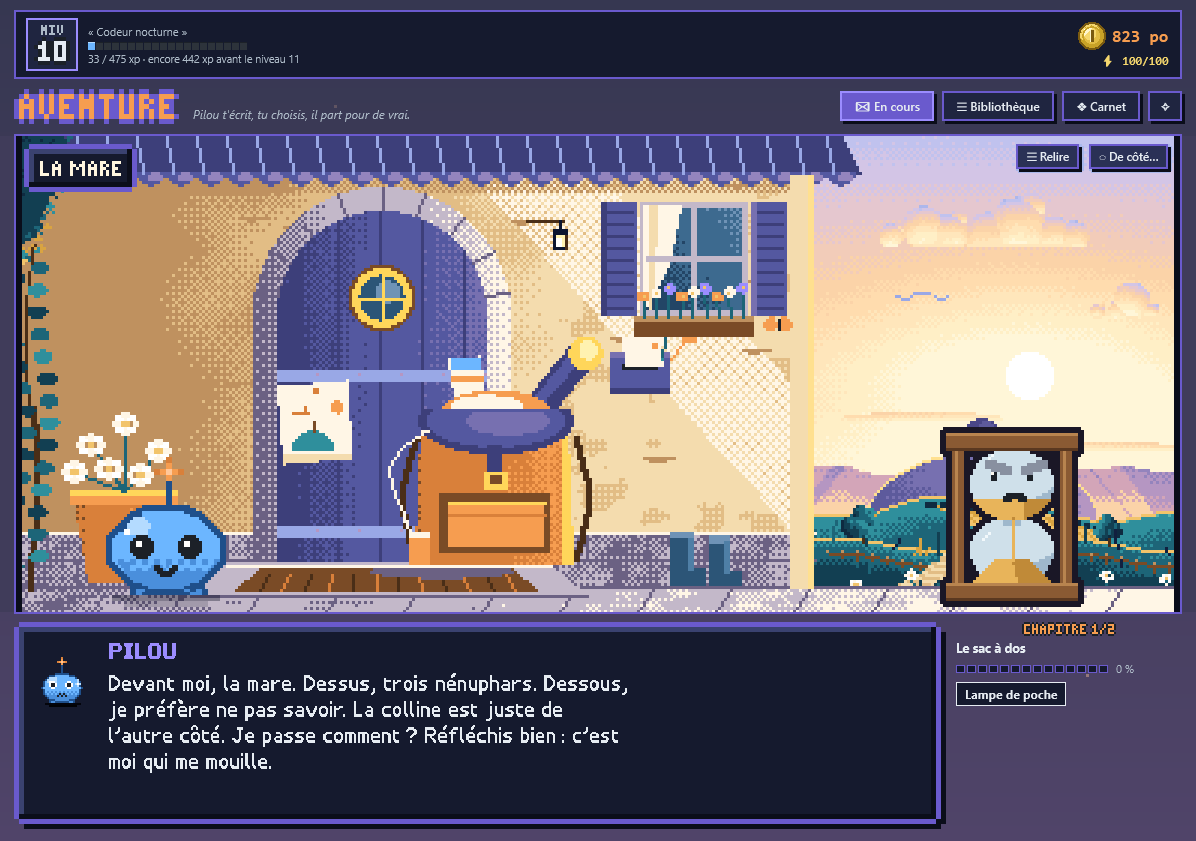 NIV
10
« Codeur nocturne »
33 / 475 xp · encore 442 xp avant le niveau 11
823 po
100/100
AVENTURE
Pilou t'écrit, tu choisis, il part pour de vrai.
En cours
Bibliothèque
Carnet
LA MARE
Relire
De côté…
PILOU
Devant moi, la mare. Dessus, trois nénuphars. Dessous,
je préfère ne pas savoir. La colline est juste de
l'autre côté. Je passe comment ? Réfléchis bien : c'est
moi qui me mouille.
CHAPITRE 1/2
Le sac à dos
0 %
Lampe de poche